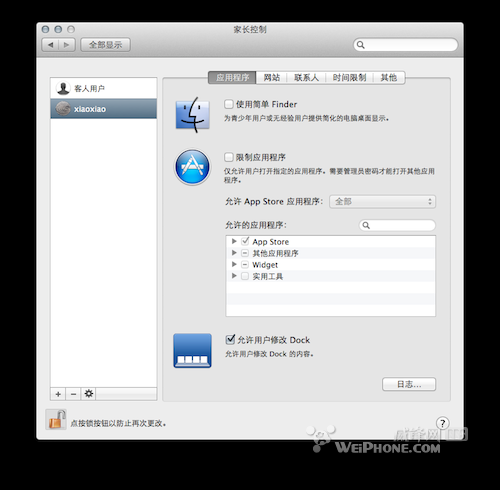 家长控制
全部显示
应用程序 网站 联系人 时间限制 其他
客人用户
xiaoxiao
使用简单 Finder
为青少年用户或无经验用户提供简化的电脑桌面显示。
限制应用程序
仅允许用户打开指定的应用程序。需要管理员密码才能打开其他应用
程序。
允许 App Store 应用程序: 全部
允许的应用程序:
App Store
其他应用程序
Widget
实用工具
允许用户修改 Dock
允许用户修改 Dock 的内容。
日志...
点按锁按钮以防止再次更改。
?
威锋网
WEIPHONE.COM